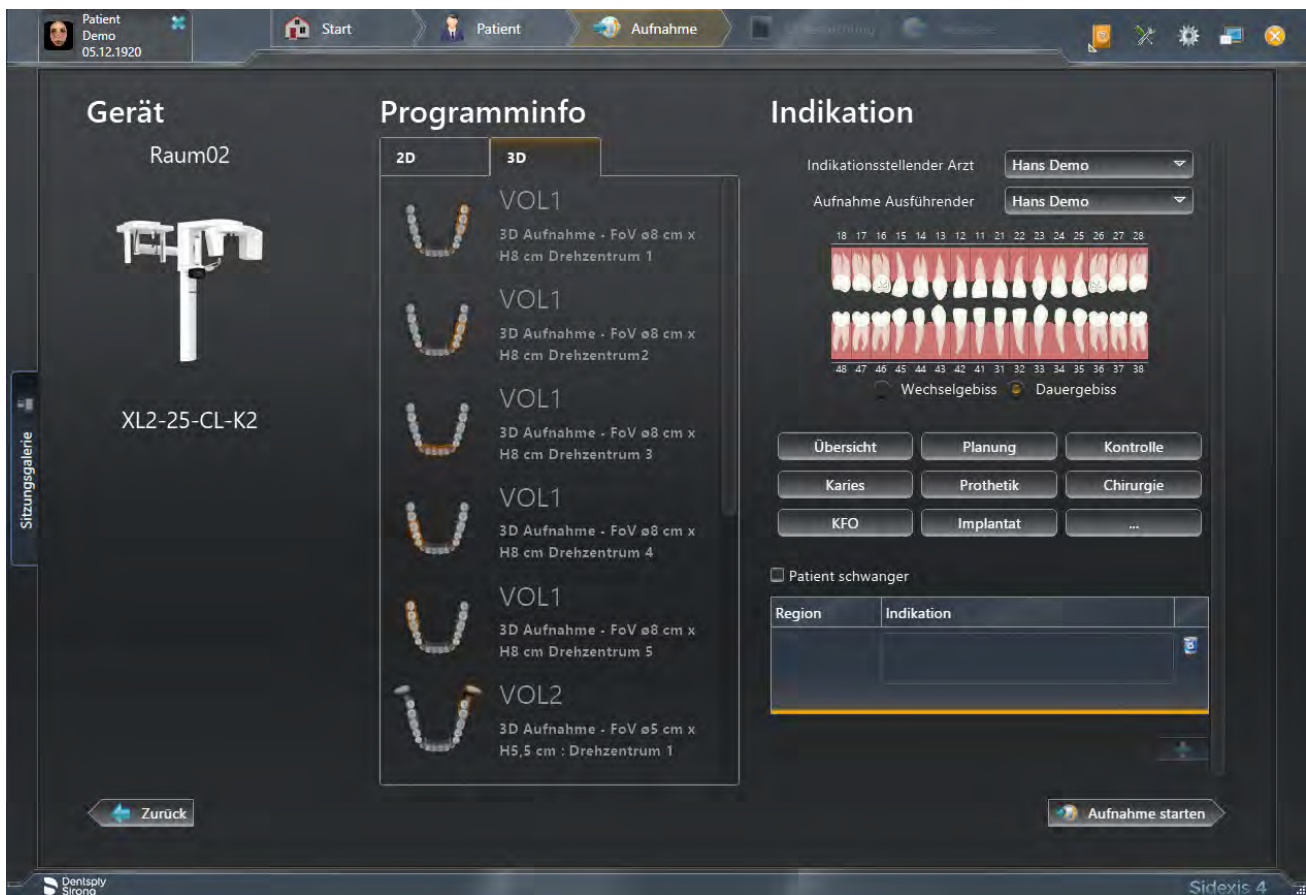 Patient
Demo
05.12.1920
Start
Patient
Aufnahme
Gerät
Raum02
XL2-25-CL-K2
Sitzungsgalerie
Programminfo
2D
3D
VOL1
3D Aufnahme - FoV ø8 cm x
H8 cm Drehzentrum 1
VOL1
3D Aufnahme - FoV ø8 cm x
H8 cm Drehzentrum2
VOL1
3D Aufnahme - FoV ø8 cm x
H8 cm Drehzentrum 3
VOL1
3D Aufnahme - FoV ø8 cm x
H8 cm Drehzentrum 4
VOL1
3D Aufnahme - FoV ø8 cm x
H8 cm Drehzentrum 5
VOL2
3D Aufnahme - FoV ø5 cm x
H5,5 cm : Drehzentrum 1
Indikation
Indikationsstellender Arzt Hans Demo
Aufnahme Ausführender Hans Demo
18 17 16 15 14 13 12 11 21 22 23 24 25 26 27 28
48 47 46 45 44 43 42 41 31 32 33 34 35 36 37 38
Wechselgebiss Dauergebiss
Übersicht Planung Kontrolle
Karies Prothetik Chirurgie
KFO Implantat ...
Patient schwanger
Region Indikation
Zurück
Aufnahme starten
Dentsply
Sirona
Sidexis 4